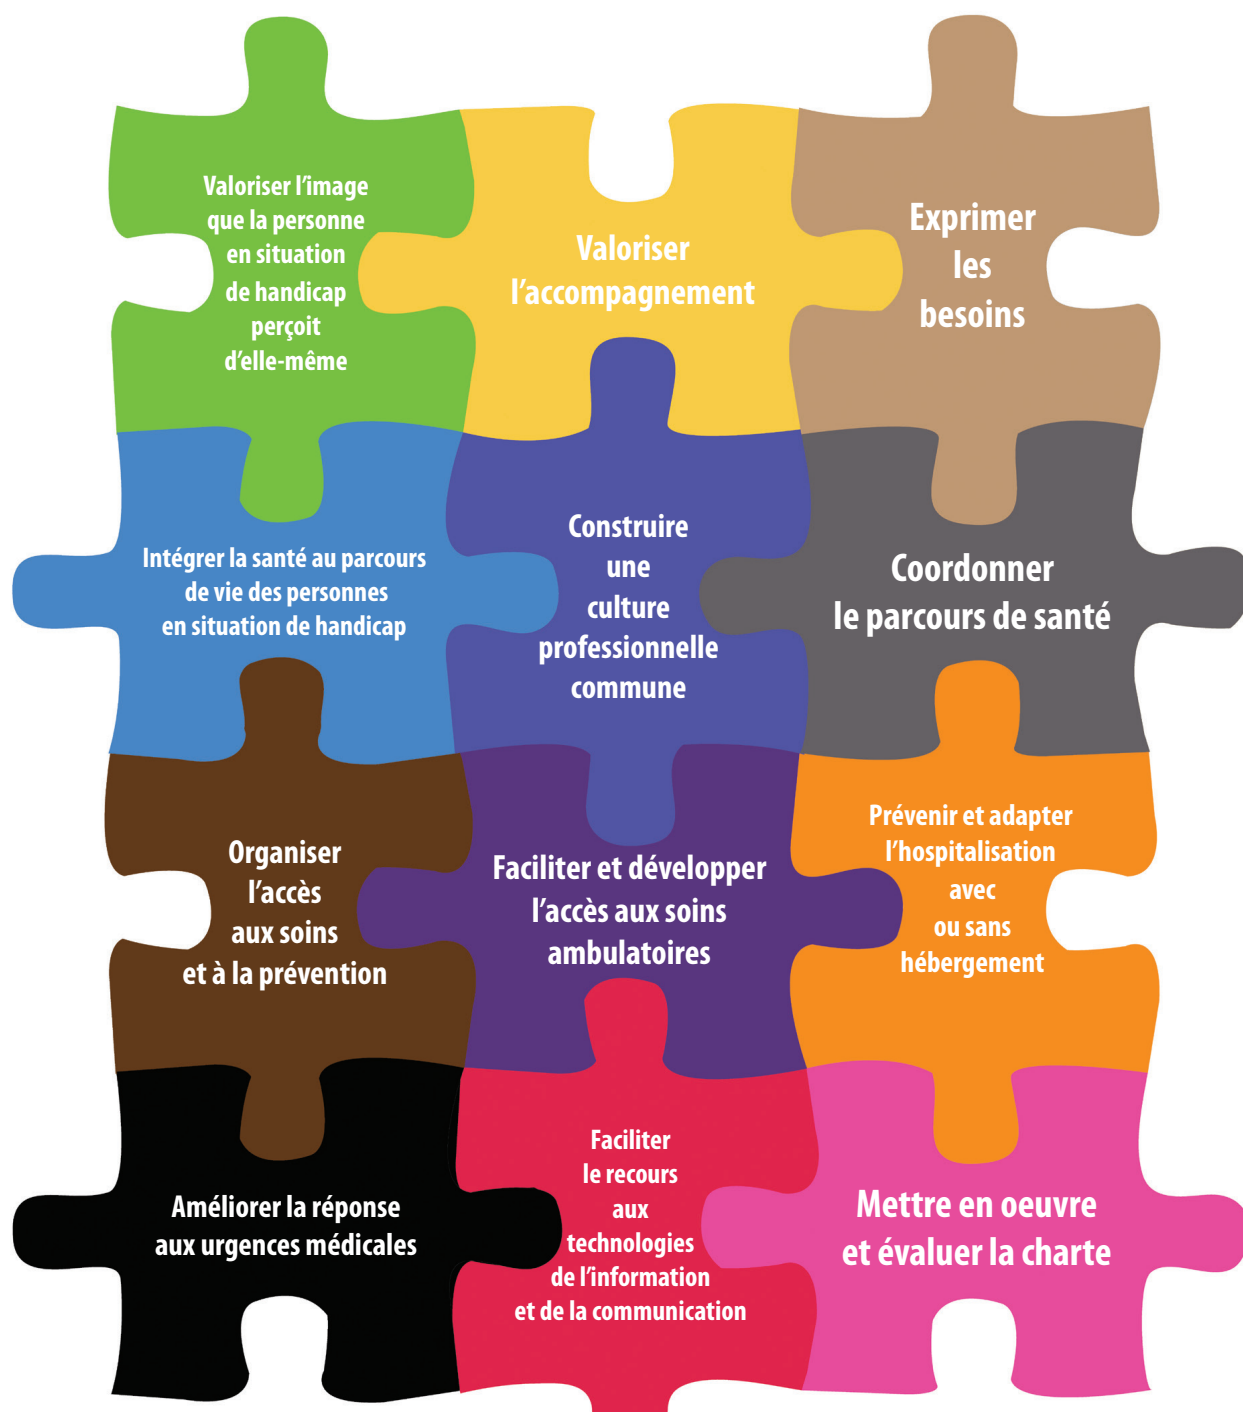 Valoriser l'image
que la personne
en situation
de handicap
perçoit
d'elle-même
Valoriser
l'accompagnement
Exprimer
les
besoins
Intégrer la santé au parcours
de vie des personnes
en situation de handicap
Construire
une
culture
professionnelle
commune
Coordonner
le parcours de santé
Organiser
l'accès
aux soins
et à la prévention
Faciliter et développer
l'accès aux soins
ambulatoires
Prévenir et adapter
l'hospitalisation
avec
ou sans
hébergement
Améliorer la réponse
aux urgences médicales
Faciliter
le recours
aux
technologies
de l'information
et de la communication
Mettre en oeuvre
et évaluer la charte